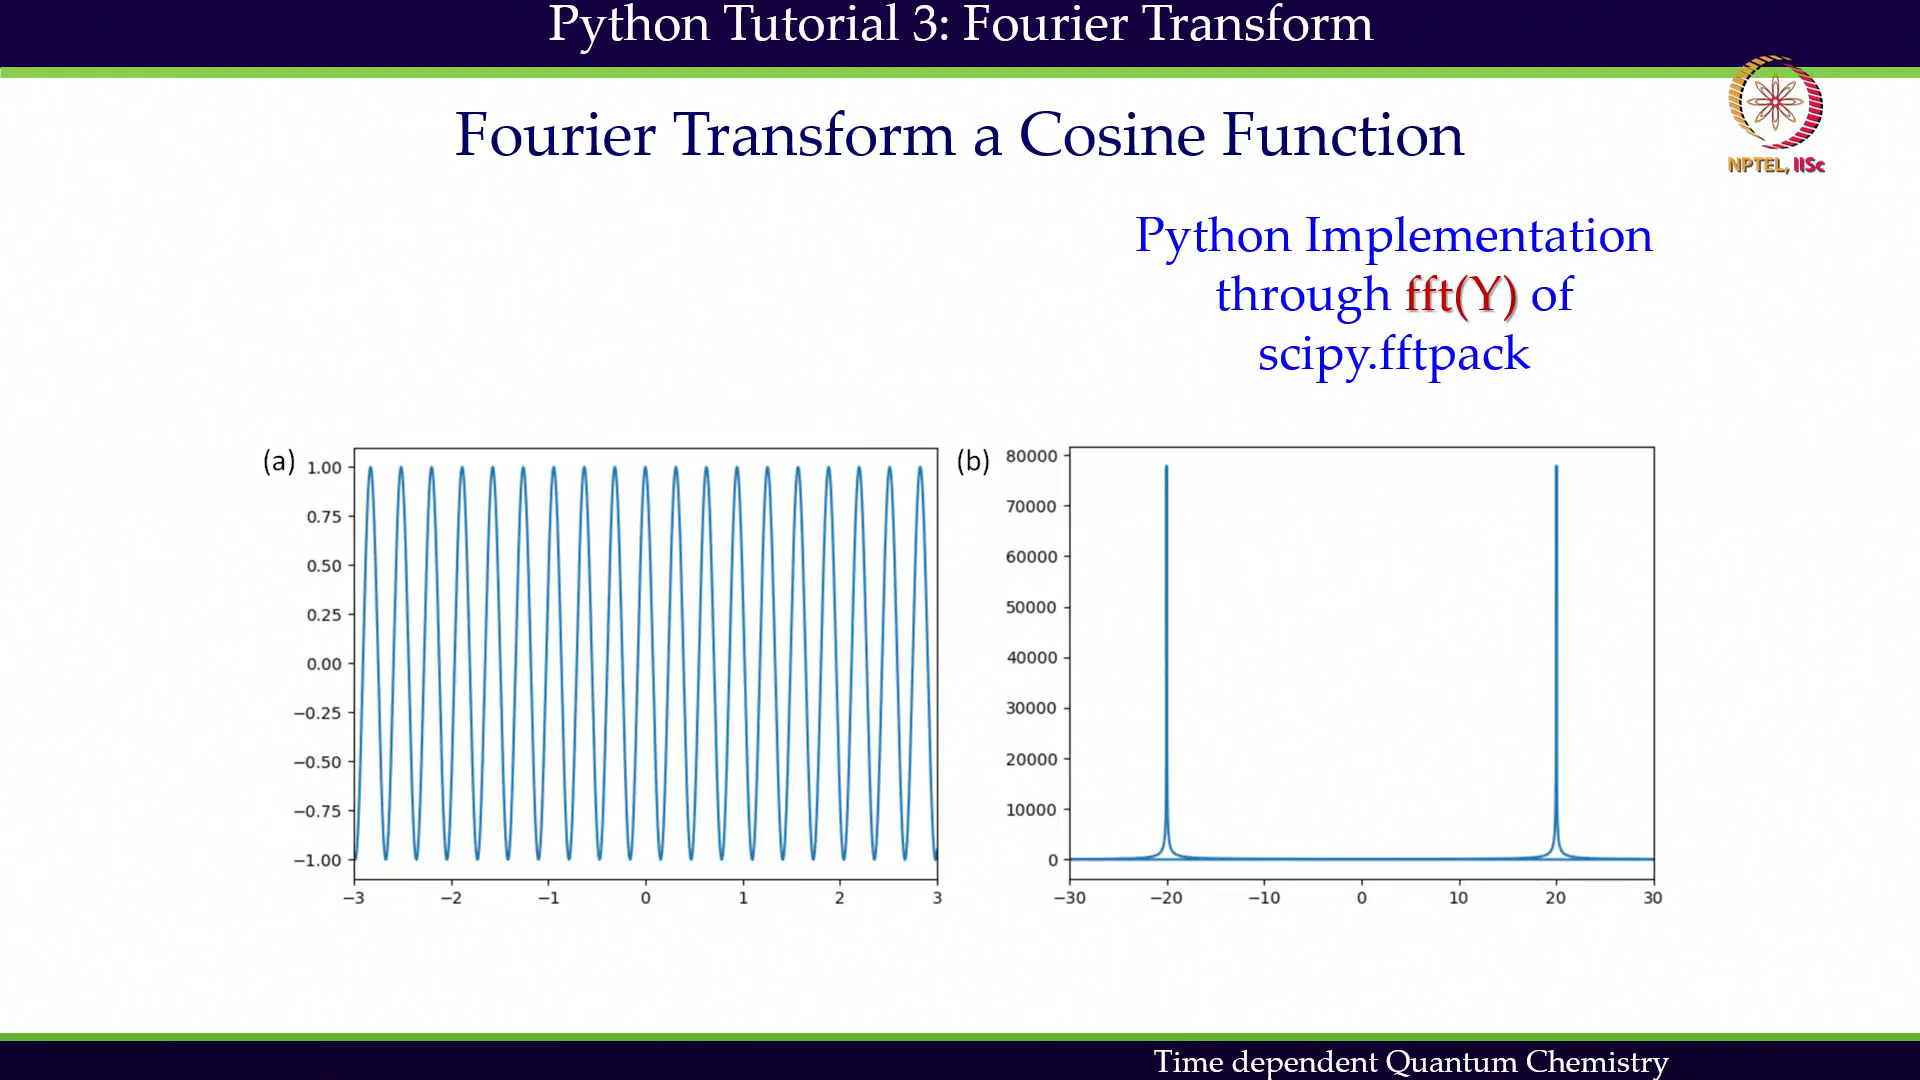 Python Tutorial 3: Fourier Transform
Fourier Transform a Cosine Function
NPTEL, IISc
Python Implementation
through fft(Y) of
scipy.fftpack
(a)
1.00
0.75
0.50
0.25
0.00
−0.25
−0.50
−0.75
−1.00
−3 −2 −1 0 1 2 3
(b)
80000
70000
60000
50000
40000
30000
20000
10000
0
−30 −20 −10 0 10 20 30
Time dependent Quantum Chemistry